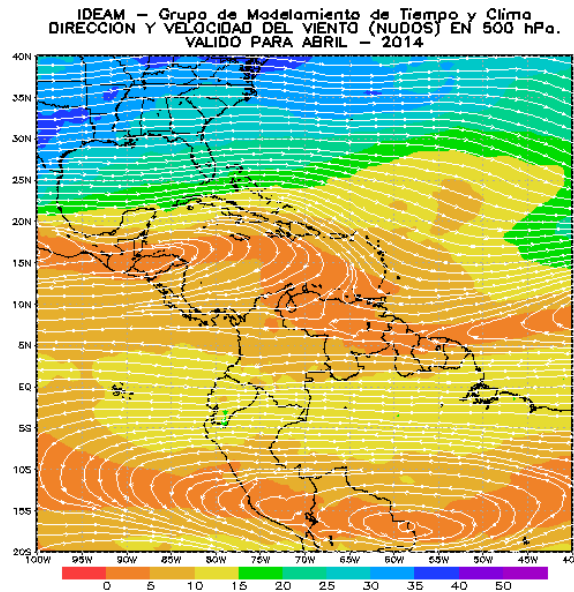 IDEAM – Grupo de Modelamiento de Tiempo y Clima
DIRECCION Y VELOCIDAD DEL VIENTO (NUDOS) EN 500 hPa.
VALIDO PARA ABRIL – 2014
40N
35N
30N
25N
20N
15N
10N
5N
EQ
5S
10S
15S
20S
100W 95W 90W 85W 80W 75W 70W 65W 60W 55W 50W 45W 40
0 5 10 15 20 25 30 35 40 50